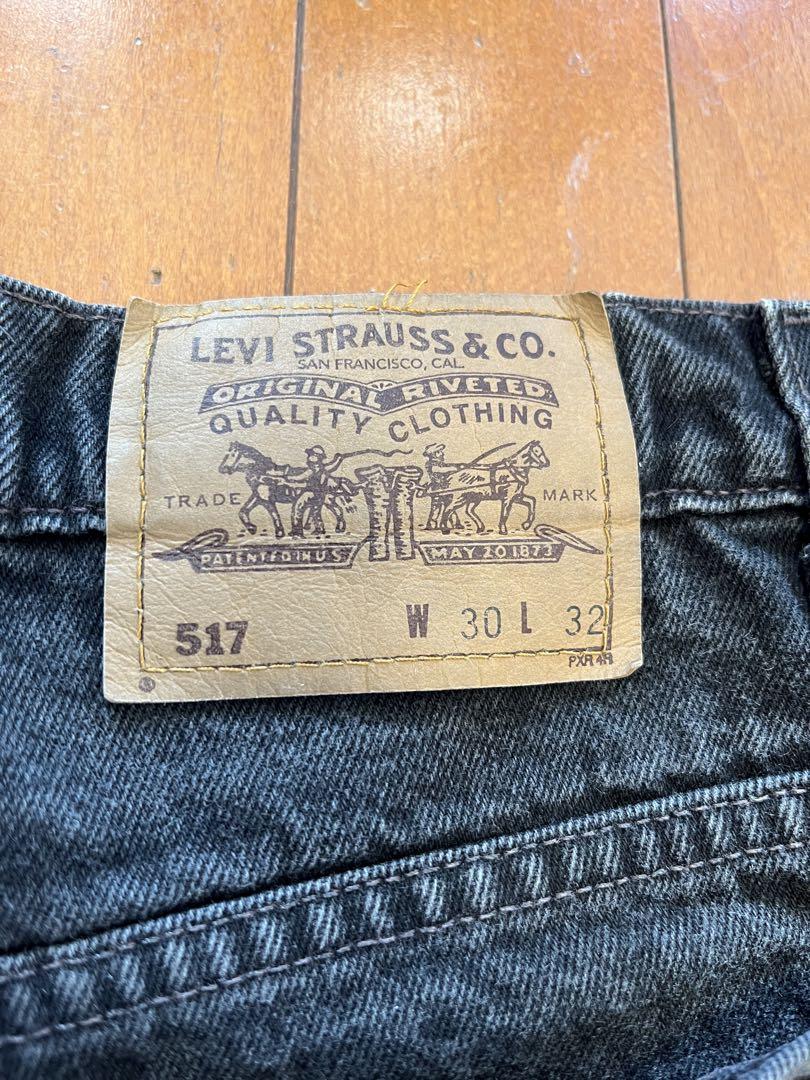 LEVI STRAUSS & CO.
SAN FRANCISCO, CAL.
ORIGINAL RIVETED
QUALITY CLOTHING
TRADE MARK
PATENTED IN U.S. MAY 20 1873
517 W 30 L 32